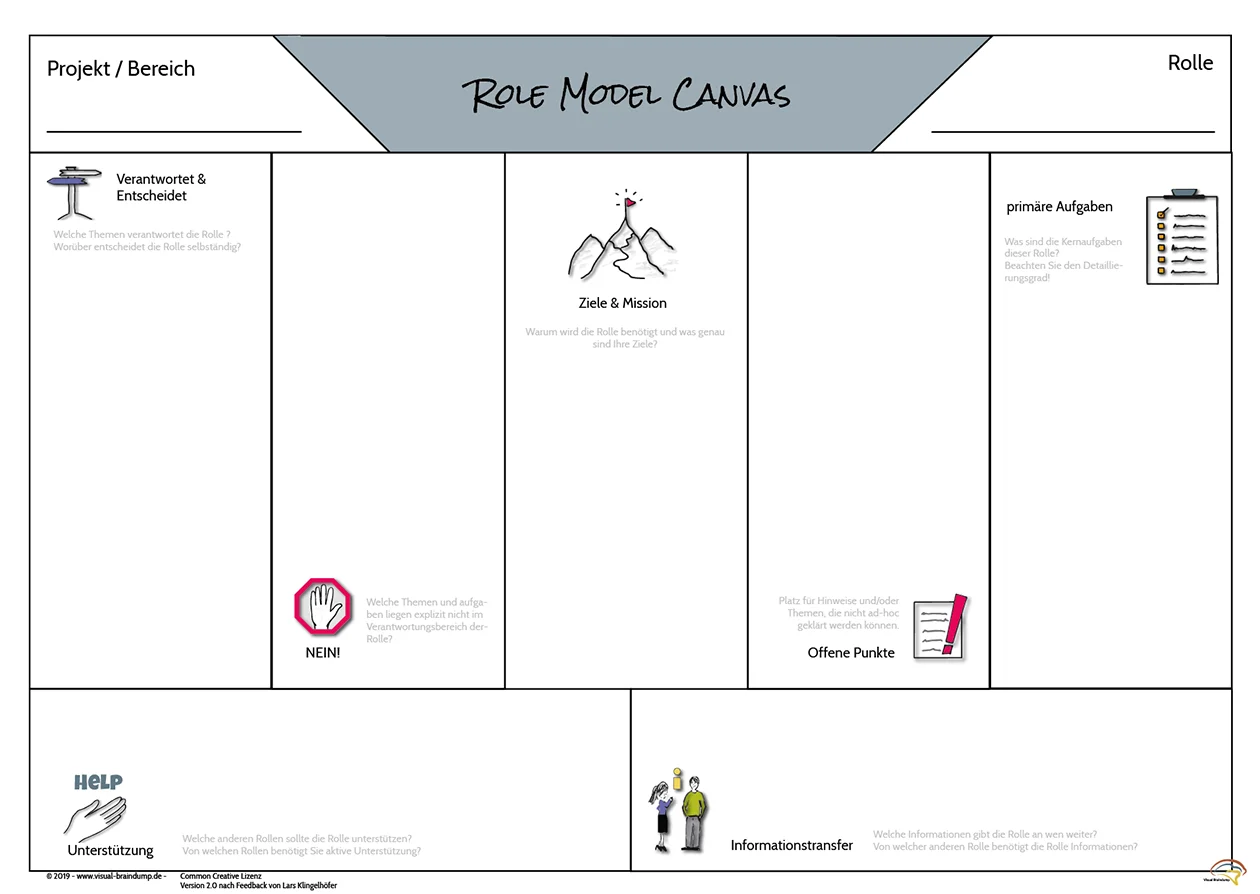 Projekt / Bereich
ROLE MODEL CANVAS
Rolle
Verantwortet &
Entscheidet
Welche Themen verantwortet die Rolle ?
Worüber entscheidet die Rolle selbständig?
Welche Themen und aufga-
ben liegen explizit nicht im
Verantwortungsbereich der-
Rolle?
NEIN!
Ziele & Mission
Warum wird die Rolle benötigt und was genau
sind Ihre Ziele?
Platz für Hinweise und/oder
Themen, die nicht ad-hoc
geklärt werden können.
Offene Punkte
primäre Aufgaben
Was sind die Kernaufgaben
dieser Rolle?
Beachten Sie den Detaillie-
rungsgrad!
HELP
Unterstützung
Welche anderen Rollen sollte die Rolle unterstützen?
Von welchen Rollen benötigt Sie aktive Unterstützung?
Informationstransfer
Welche Informationen gibt die Rolle an wen weiter?
Von welcher anderen Rolle benötigt die Rolle Informationen?
© 2019 - www.visual-braindump.de - Common Creative Lizenz
Version 2.0 nach Feedback von Lars Klingelhöfer
Visual Braindump